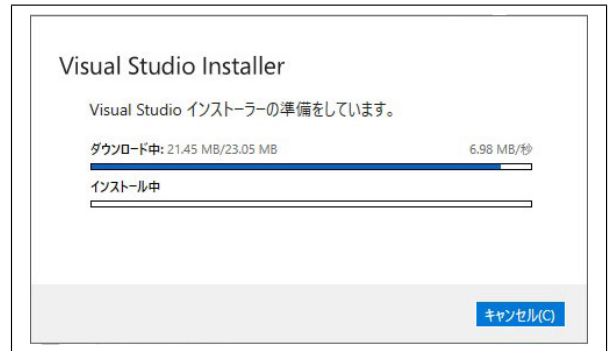 Visual Studio Installer
Visual Studio インストーラーの準備をしています。
ダウンロード中: 21.45 MB/23.05 MB 6.98 MB/秒
インストール中
キャンセル(C)